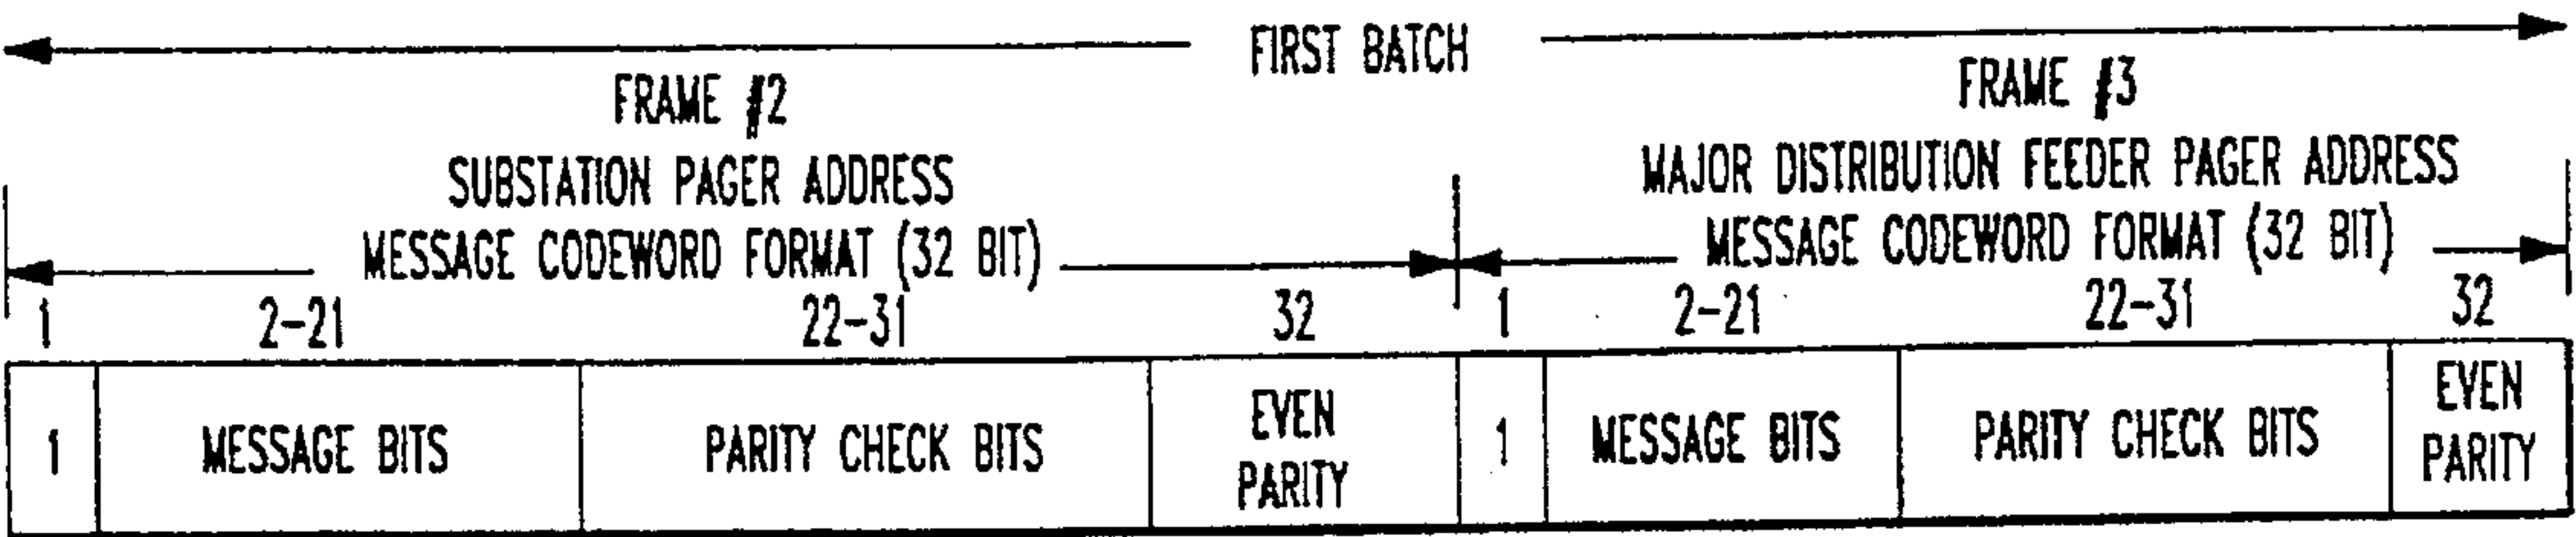 FIRST BATCH
FRAME #2
SUBSTATION PAGER ADDRESS
MESSAGE CODEWORD FORMAT (32 BIT)
FRAME #3
MAJOR DISTRIBUTION FEEDER PAGER ADDRESS
MESSAGE CODEWORD FORMAT (32 BIT)
1 2-21 22-31 32 1 2-21 22-31 32
1 MESSAGE BITS PARITY CHECK BITS EVEN PARITY 1 MESSAGE BITS PARITY CHECK BITS EVEN PARITY